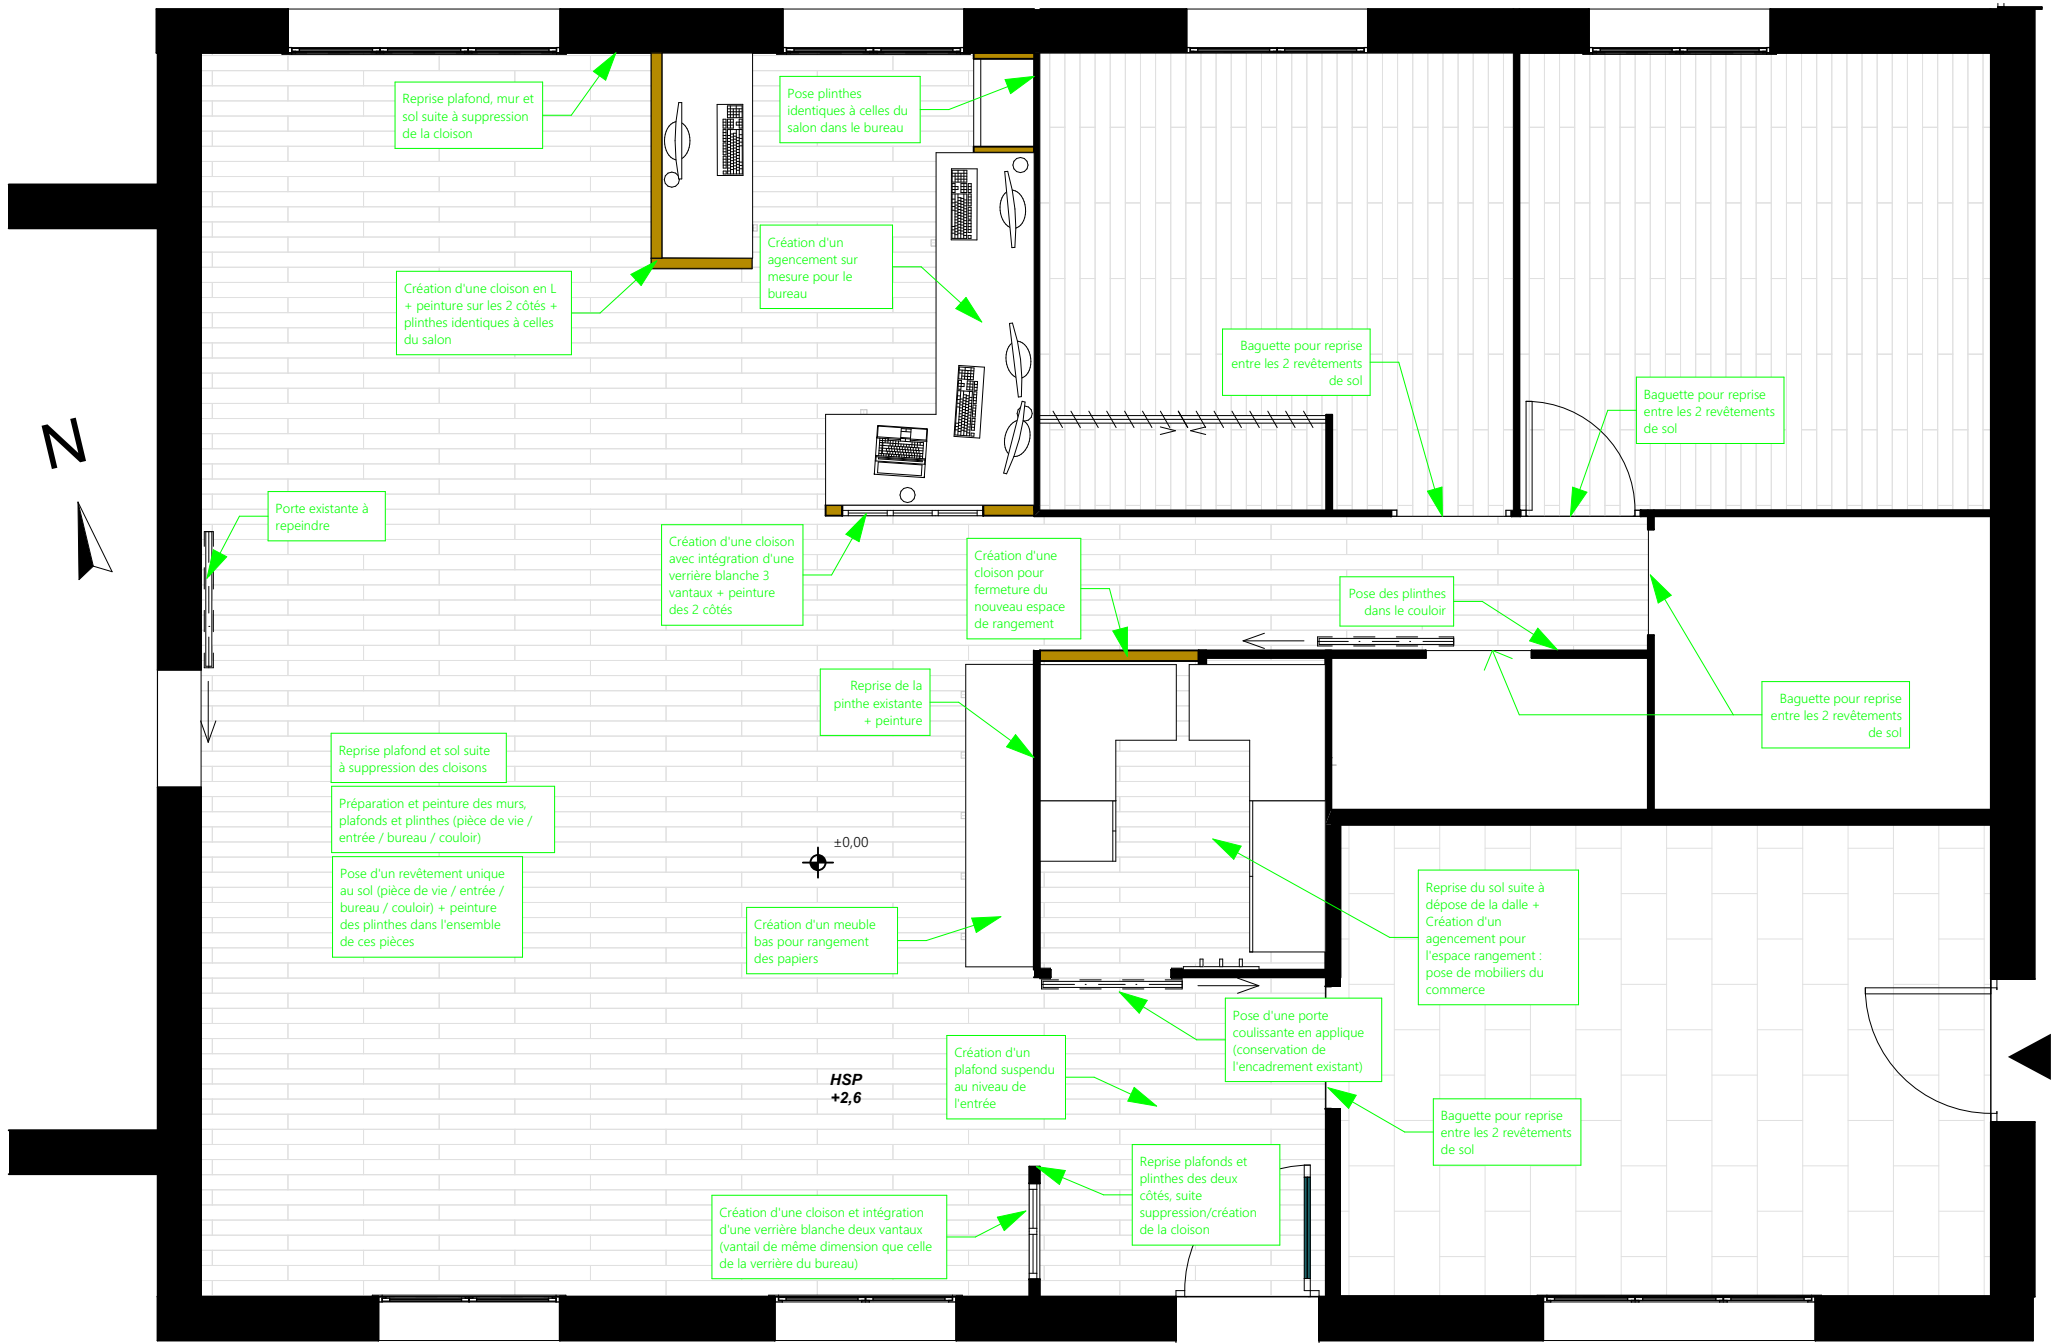 Reprise plafond, mur et
sol suite à suppression
de la cloison
Pose plinthes
identiques à celles du
salon dans le bureau
Création d'un
agencement sur
mesure pour le
bureau
Création d'une cloison en L
+ peinture sur les 2 côtés +
plinthes identiques à celles
du salon
Baguette pour reprise
entre les 2 revêtements
de sol
Baguette pour reprise
entre les 2 revêtements
de sol
N
Porte existante à
repeindre
Création d'une cloison
avec intégration d'une
verrière blanche 3
vantaux + peinture
des 2 côtés
Création d'une
cloison pour
fermeture du
nouveau espace
de rangement
Pose des plinthes
dans le couloir
Reprise de la
pinthe existante
+ peinture
Baguette pour reprise
entre les 2 revêtements
de sol
Reprise plafond et sol suite
à suppression des cloisons
Préparation et peinture des murs,
plafonds et plinthes (pièce de vie /
entrée / bureau / couloir)
Pose d'un revêtement unique
au sol (pièce de vie / entrée /
bureau / couloir) + peinture
des plinthes dans l'ensemble
de ces pièces
±0,00
Création d'un meuble
bas pour rangement
des papiers
Reprise du sol suite à
dépose de la dalle +
Création d'un
agencement pour
l'espace rangement :
pose de mobiliers du
commerce
Pose d'une porte
coulissante en applique
(conservation de
l'encadrement existant)
Création d'un
plafond suspendu
au niveau de
l'entrée
HSP
+2,6
Baguette pour reprise
entre les 2 revêtements
de sol
Reprise plafonds et
plinthes des deux
côtés, suite
suppression/création
de la cloison
Création d'une cloison et intégration
d'une verrière blanche deux vantaux
(vantail de même dimension que celle
de la verrière du bureau)